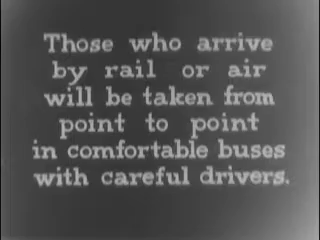 Those who arrive
by rail or air
will be taken from
point to point
in comfortable buses
with careful drivers.